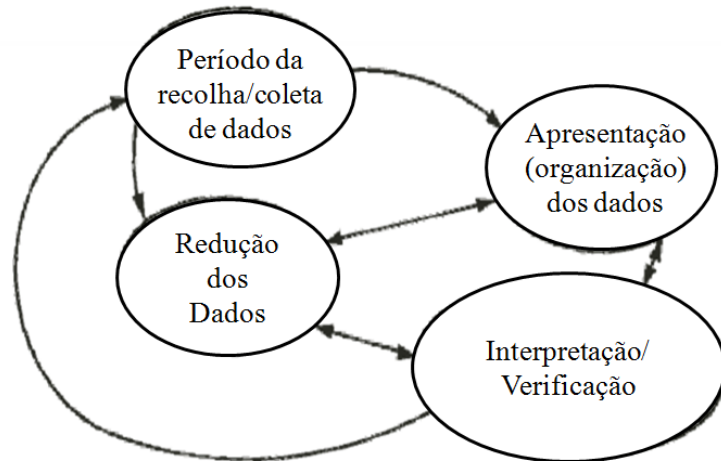 Período da
recolha/coleta
de dados
Apresentação
(organização)
dos dados
Redução
dos
Dados
Interpretação/
Verificação